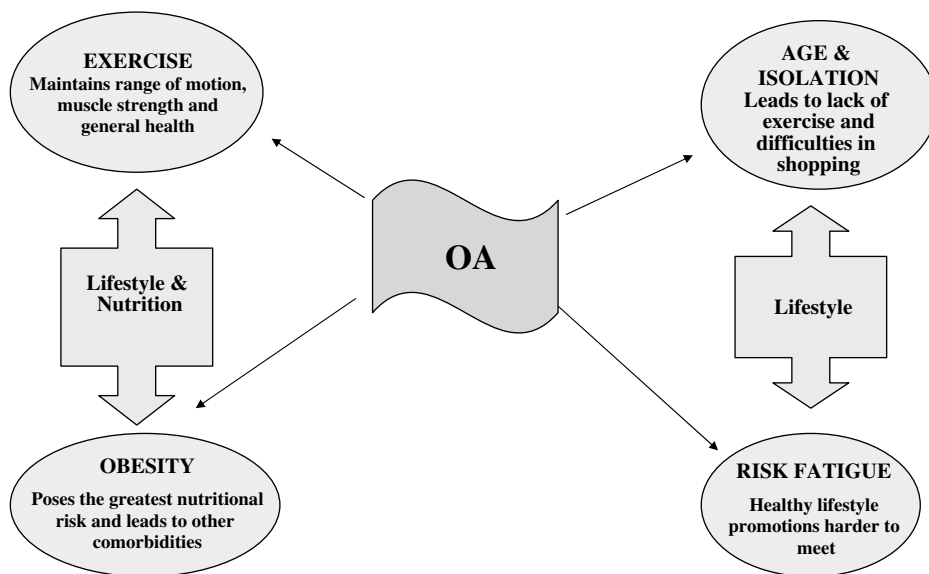 EXERCISE
Maintains range of motion,
muscle strength and
general health
AGE &
ISOLATION
Leads to lack of
exercise and
difficulties in
shopping
OA
Lifestyle &
Nutrition
Lifestyle
OBESITY
Poses the greatest nutritional
risk and leads to other
comorbidities
RISK FATIGUE
Healthy lifestyle
promotions harder to
meet